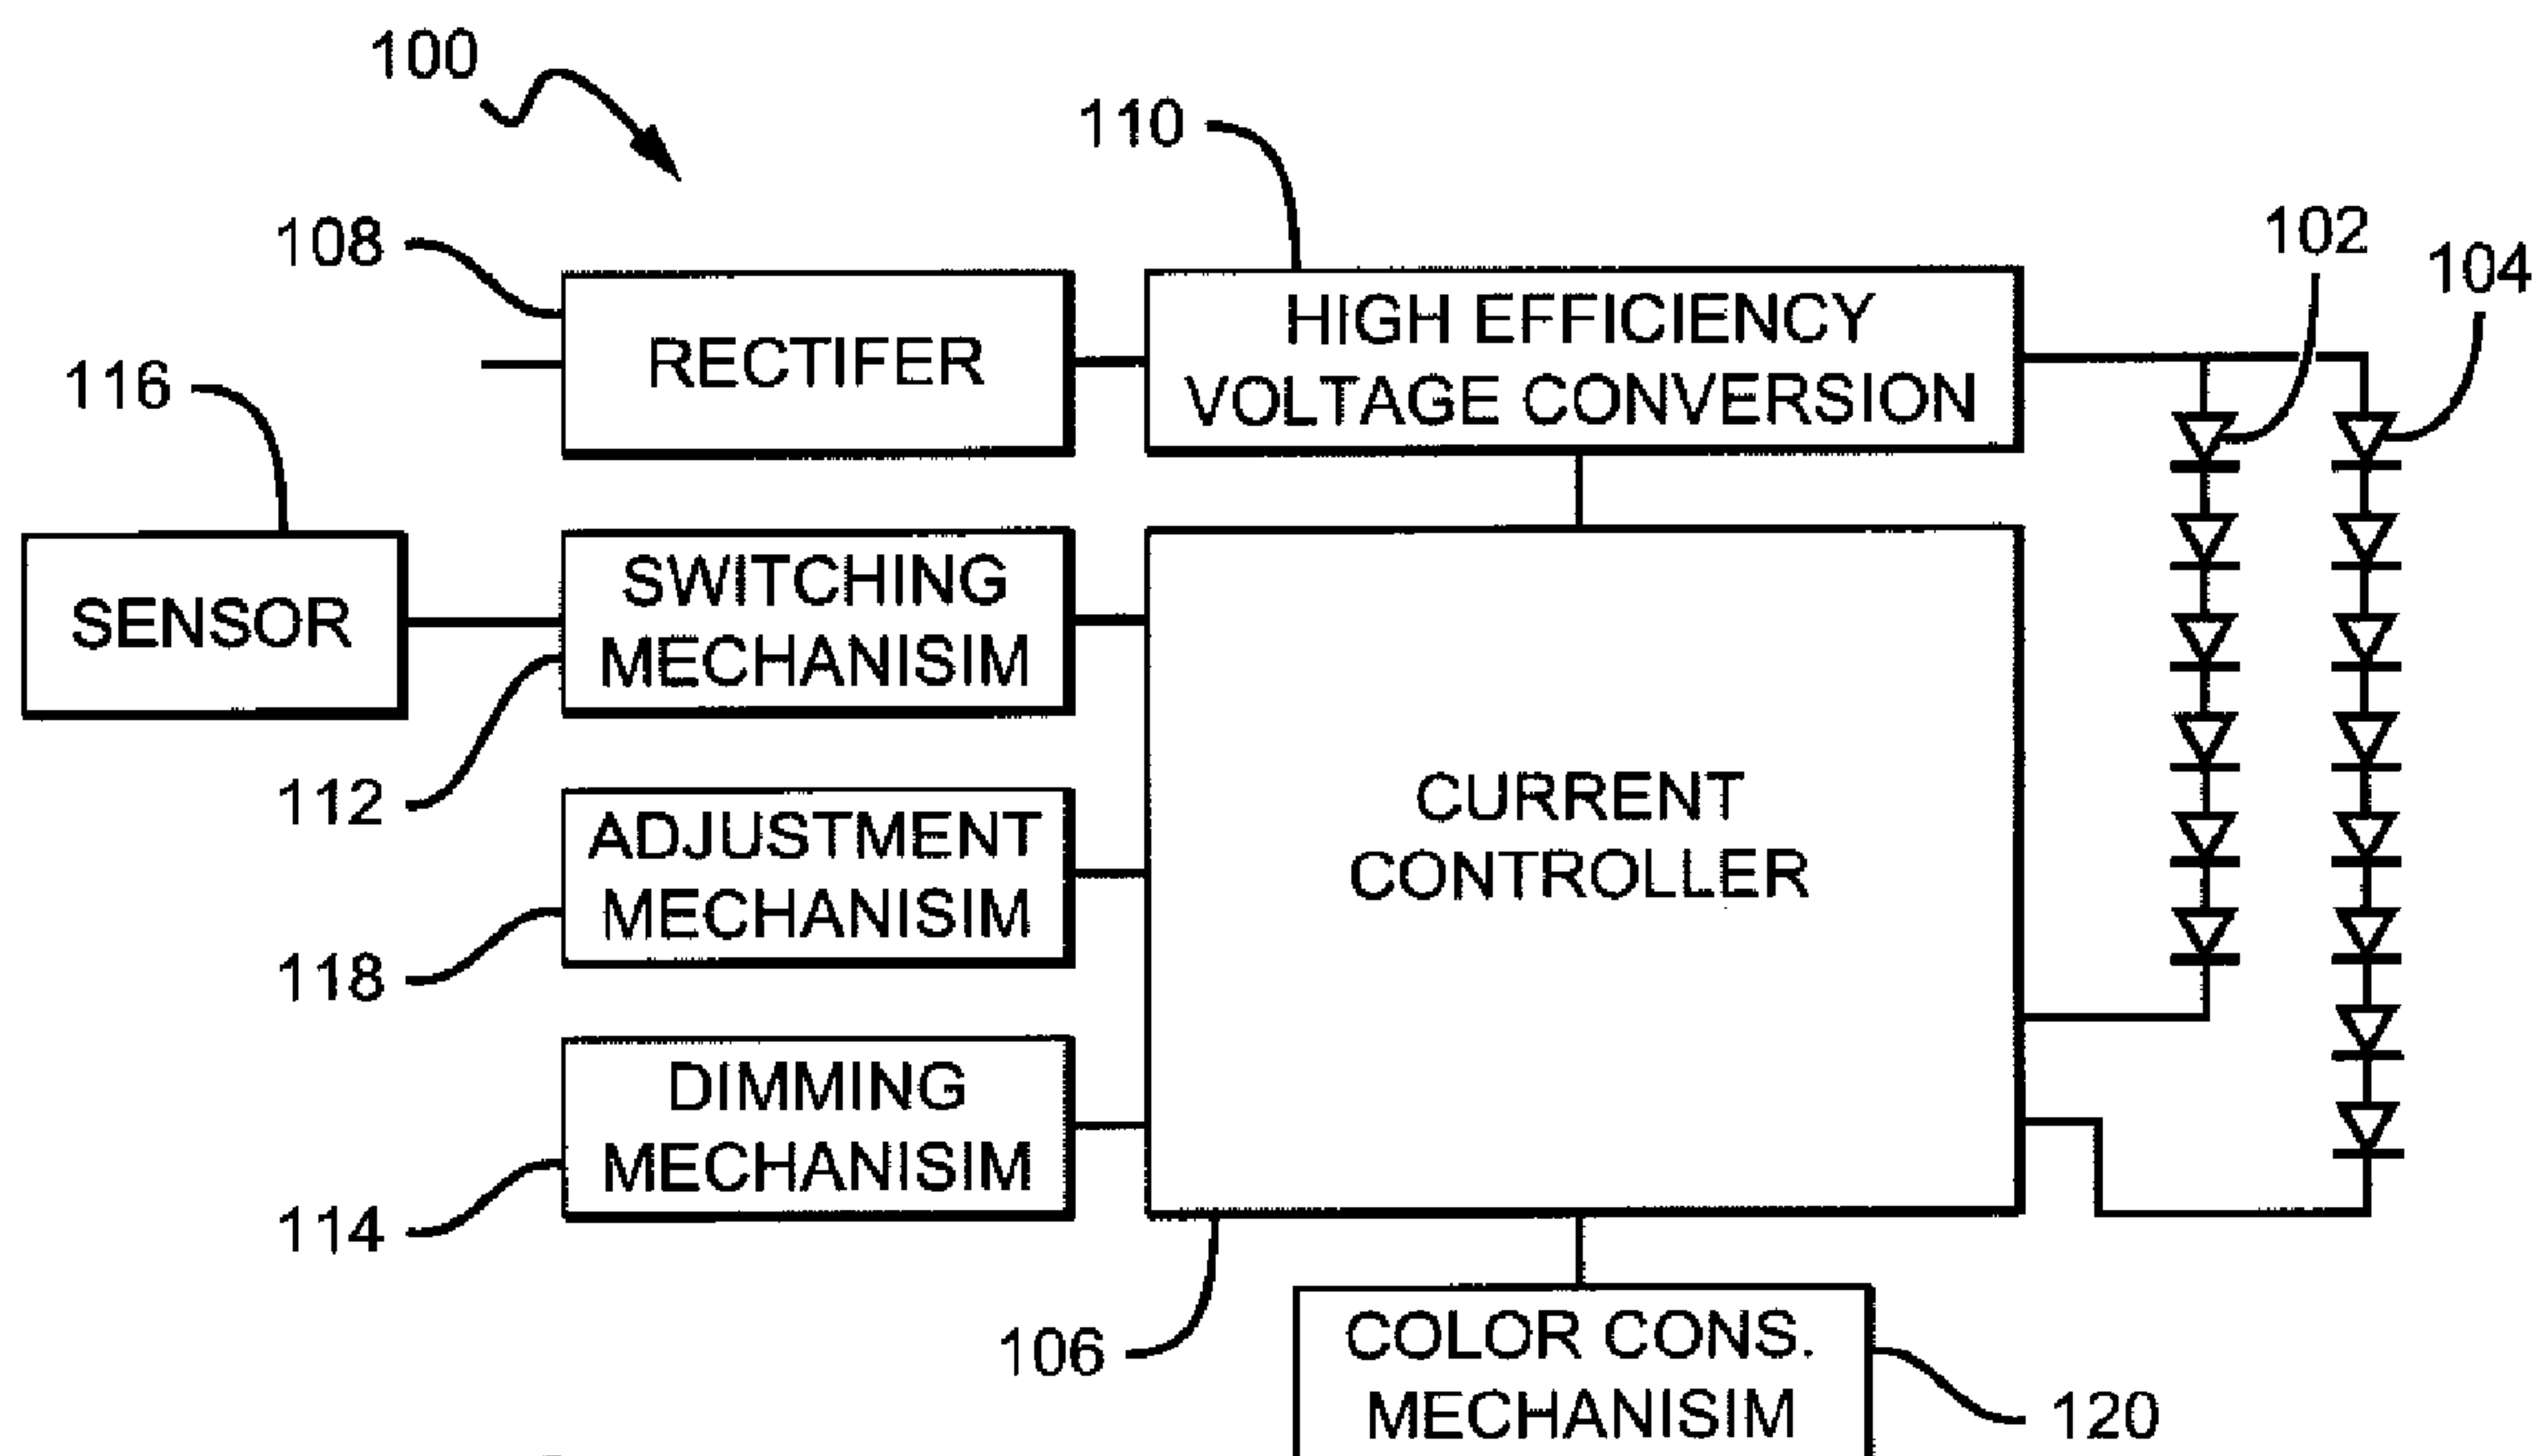 100
110
102
104
108
RECTIFER
HIGH EFFICIENCY
VOLTAGE CONVERSION
116
SENSOR
SWITCHING
MECHANISIM
112
ADJUSTMENT
MECHANISIM
118
CURRENT
CONTROLLER
DIMMING
MECHANISIM
114
106
COLOR CONS.
MECHANISIM
120